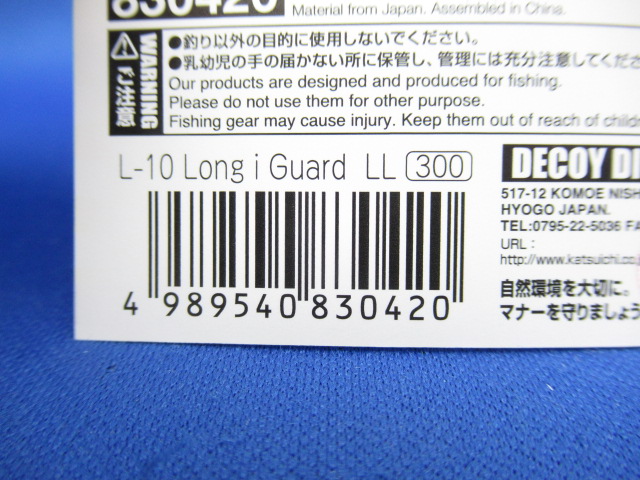 830420
Material from Japan. Assembled in China.
WARNING
●釣り以外の目的に使用しないでください。
●乳幼児の手の届かない所に保管し、管理には充分注意してくださ
Our products are designed and produced for fishing.
Please do not use them for other purpose.
Fishing gear may cause injury. Keep them out of reach of childr
L-10 Long i Guard LL 300
4 989540 830420
DECOY DI
517-12 KOMOE NISH
HYOGO JAPAN.
TEL:0795-22-5036 FA
URL:
http://www.katsuichi.co.j
自然環境を大切に。
マナーを守りましょう